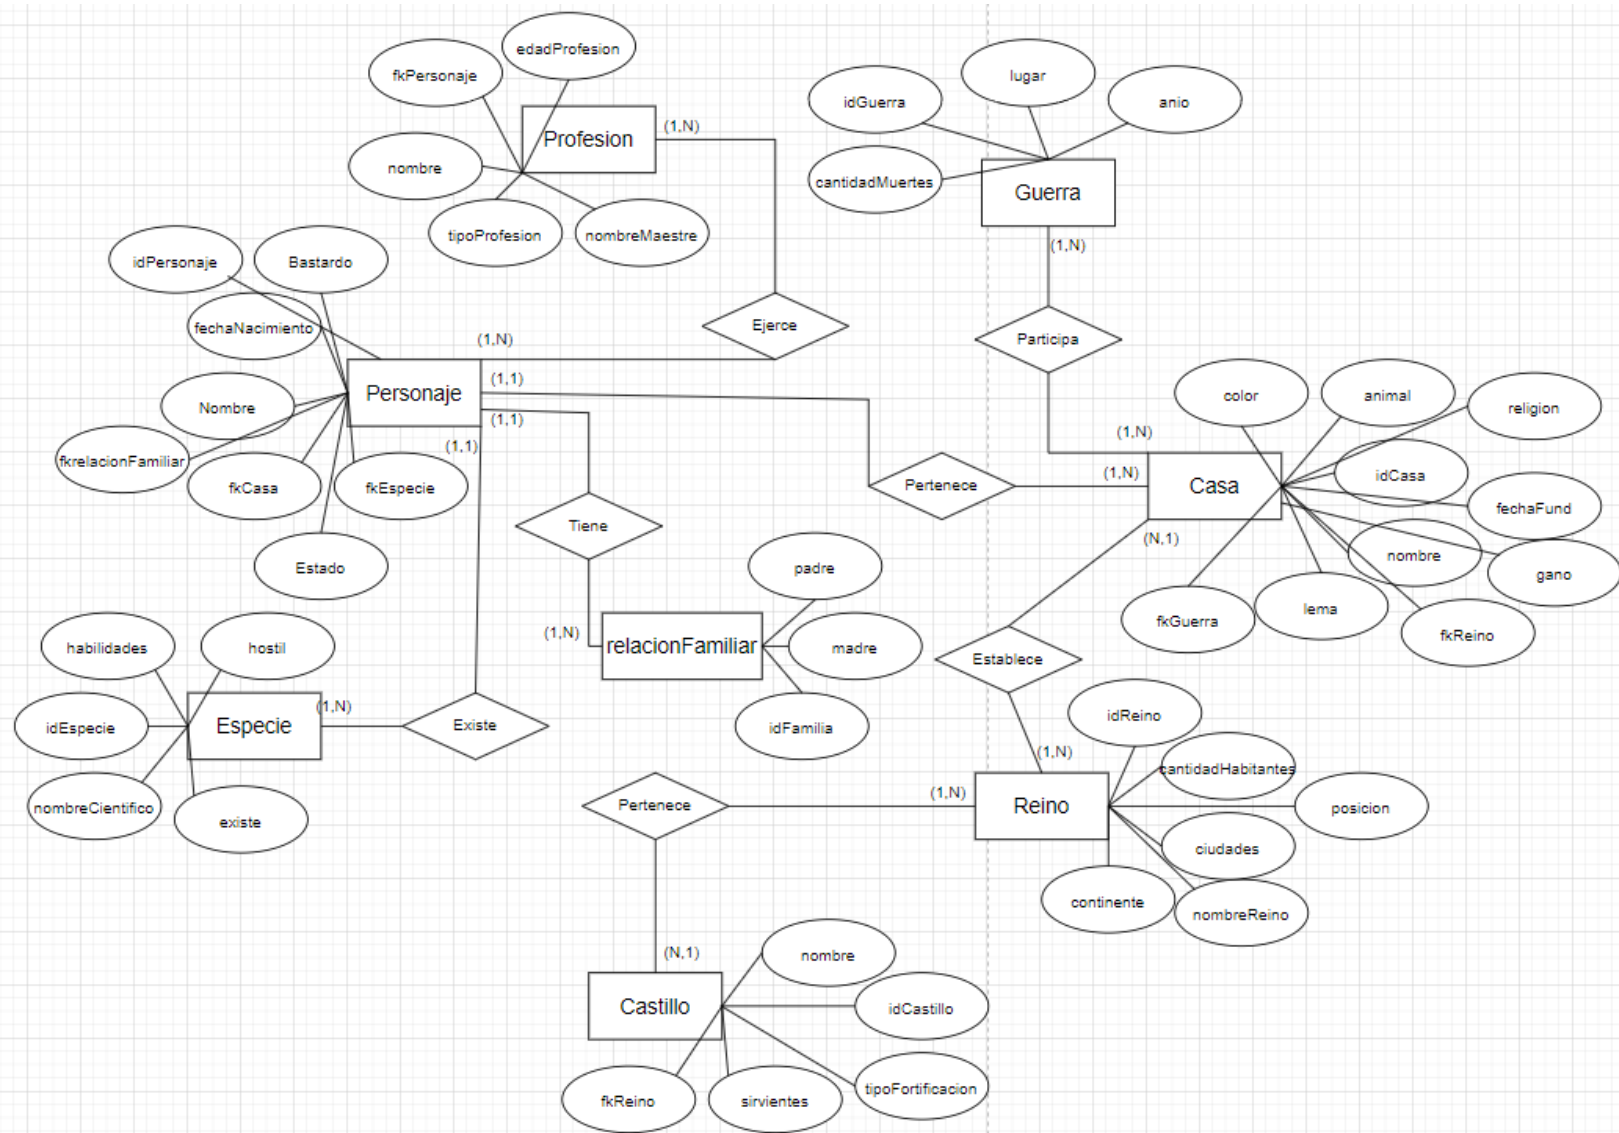 edadProfesion
fkPersonaje
lugar
idGuerra
anio
Profesion
(1,N)
nombre
cantidadMuertes
Guerra
tipoProfesion
nombreMaestre
(1,N)
idPersonaje
Bastardo
fechaNacimiento
Ejerce
Participa
(1,N)
Personaje
(1,1)
color
animal
religion
Nombre
(1,1)
(1,N)
(1,1)
fkrelacionFamiliar
fkCasa
fkEspecie
Pertenece
(1,N)
Casa
idCasa
fechaFund
Tiene
(N,1)
nombre
gano
Estado
padre
lema
fkGuerra
fkReino
habilidades
hostil
(1,N)
relacionFamiliar
madre
Establece
(1,N)
idEspecie
Especie
Existe
idFamilia
idReino
(1,N)
cantidadHabitantes
nombreCientifico
existe
Pertenece
(1,N)
Reino
posicion
ciudades
continente
nombreReino
(N,1)
nombre
Castillo
idCastillo
tipoFortificacion
fkReino
sirvientes